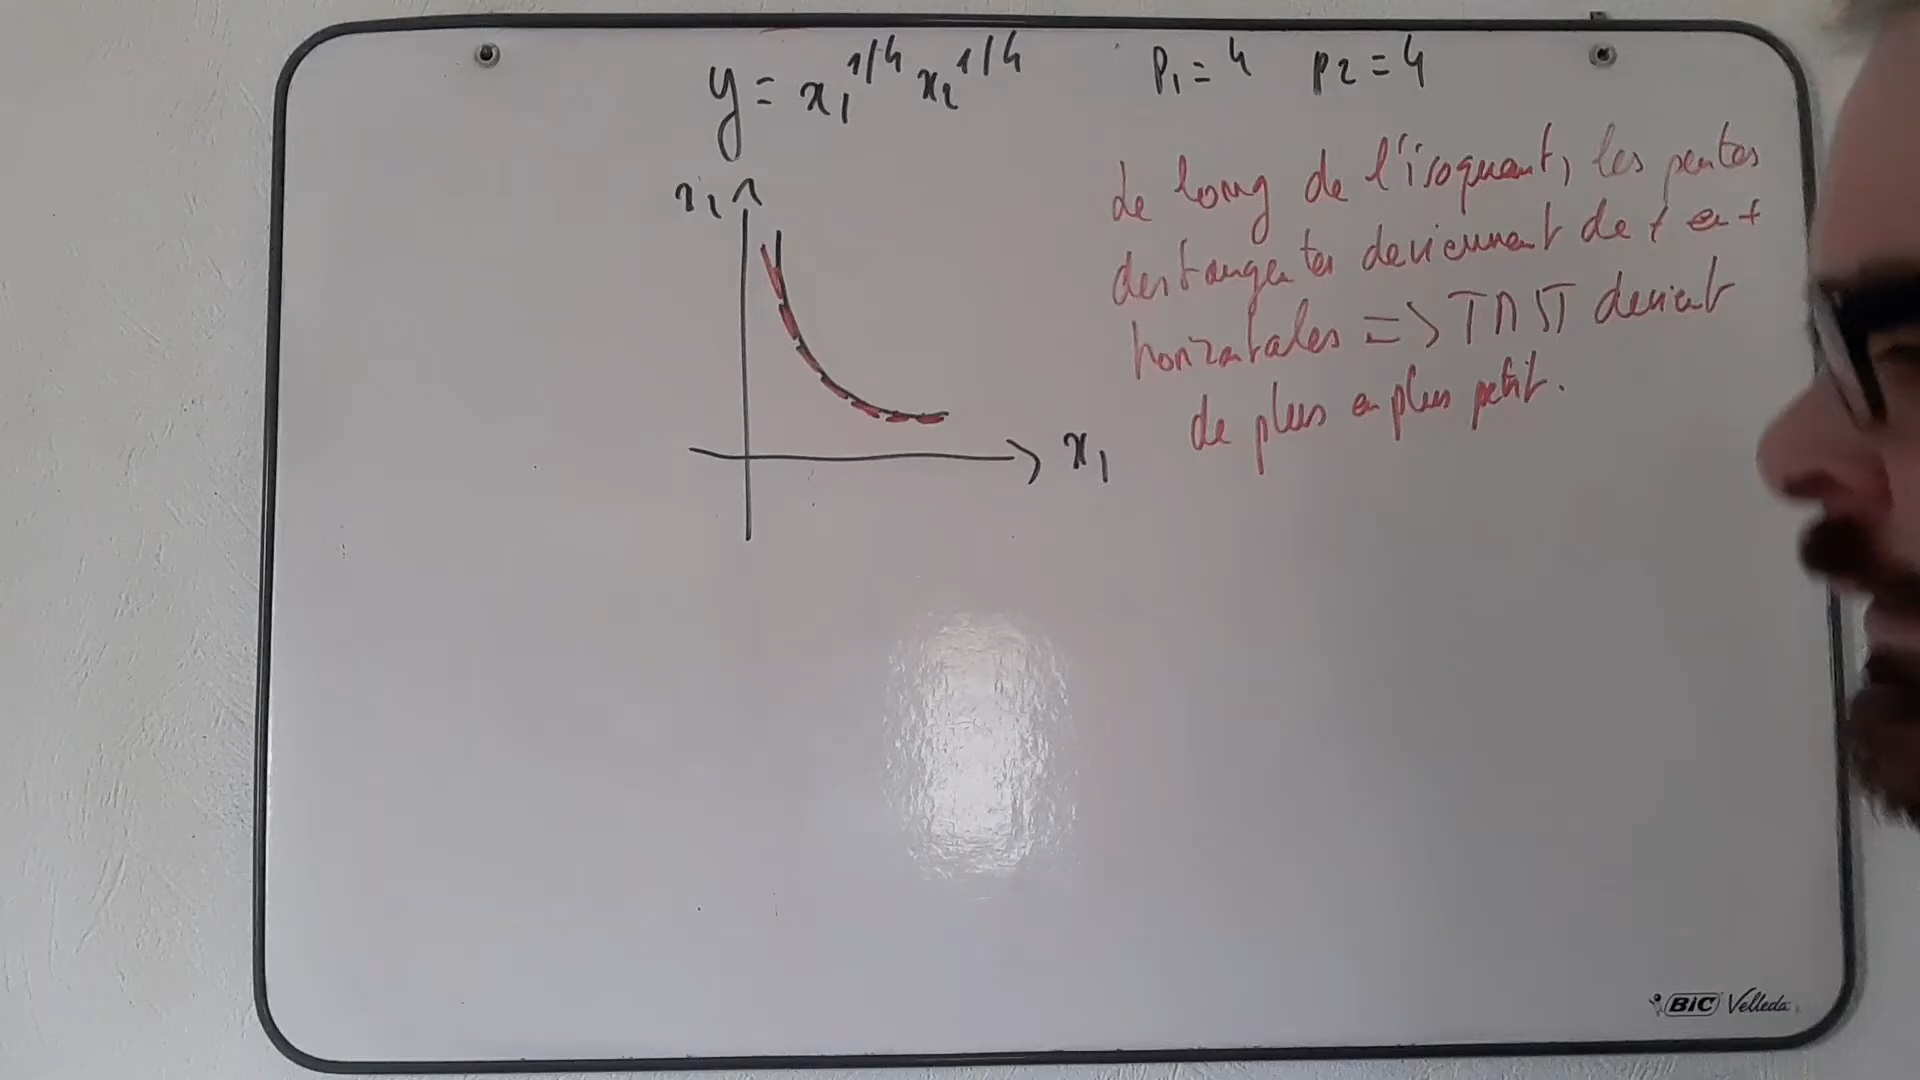 y = x₁^1/4 x₂^1/4 P₁ = 4 P2 = 4
Le long de l'isoquant, les pentes
des tangentes deviennent de + en +
horizontales => TMST devient
de plus en plus petit.
x₂
x₁
BIC Velleda